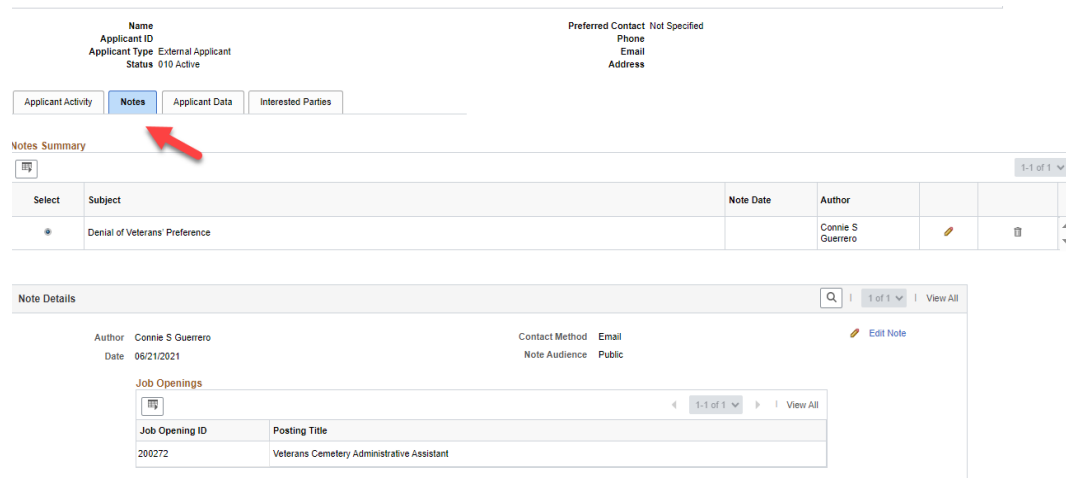 Name
Preferred Contact Not Specified
Applicant ID
Phone
Applicant Type External Applicant
Email
Status 010 Active
Address
Applicant Activity Notes Applicant Data Interested Parties
Notes Summary
1-1 of 1
Select Subject Note Date Author
Denial of Veterans' Preference Connie S
Guerrero
Note Details 1 of 1 View All
Author Connie S Guerrero Contact Method Email Edit Note
Date 06/21/2021 Note Audience Public
Job Openings
1-1 of 1 View All
Job Opening ID Posting Title
200272 Veterans Cemetery Administrative Assistant